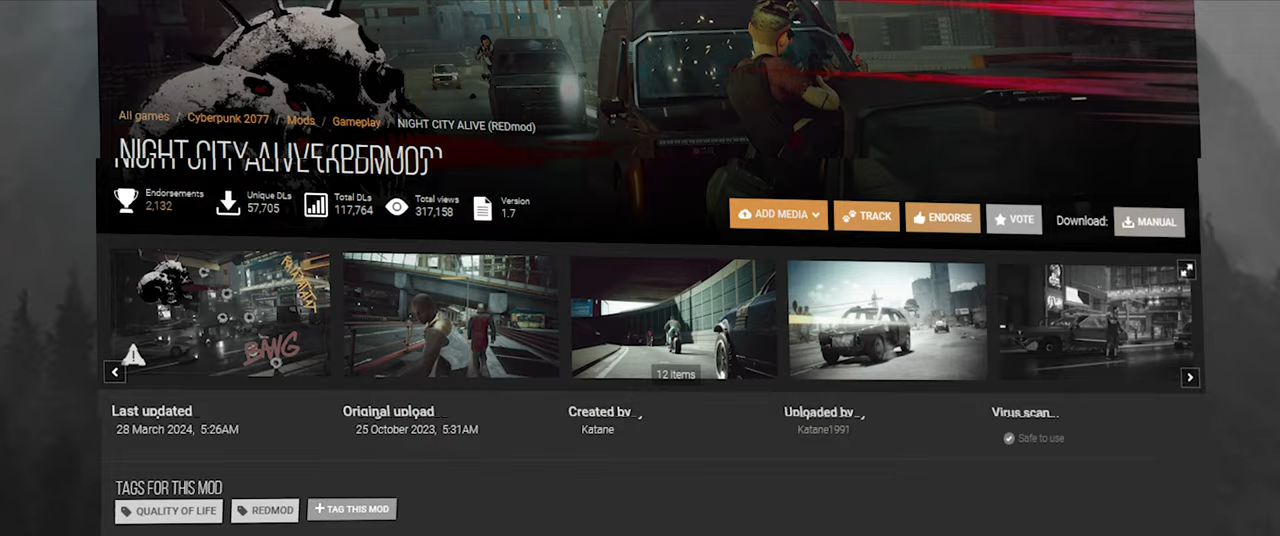 All games / Cyberpunk 2077 / Mods / Gameplay / NIGHT CITY ALIVE (REDmod)
NIGHT CITY ALIVE (REDMOD)
Endorsements
2,132
Unique DLs
57,705
Total DLs
117,764
Total views
317,158
Version
1.7
ADD MEDIA
TRACK
ENDORSE
VOTE
Download:
MANUAL
BANG
12 items
Last updated
28 March 2024, 5:26AM
Original upload
25 October 2023, 5:31AM
Created by
Katane
Uploaded by
Katane1991
Virus scan
Safe to use
TAGS FOR THIS MOD
QUALITY OF LIFE
REDMOD
+ TAG THIS MOD